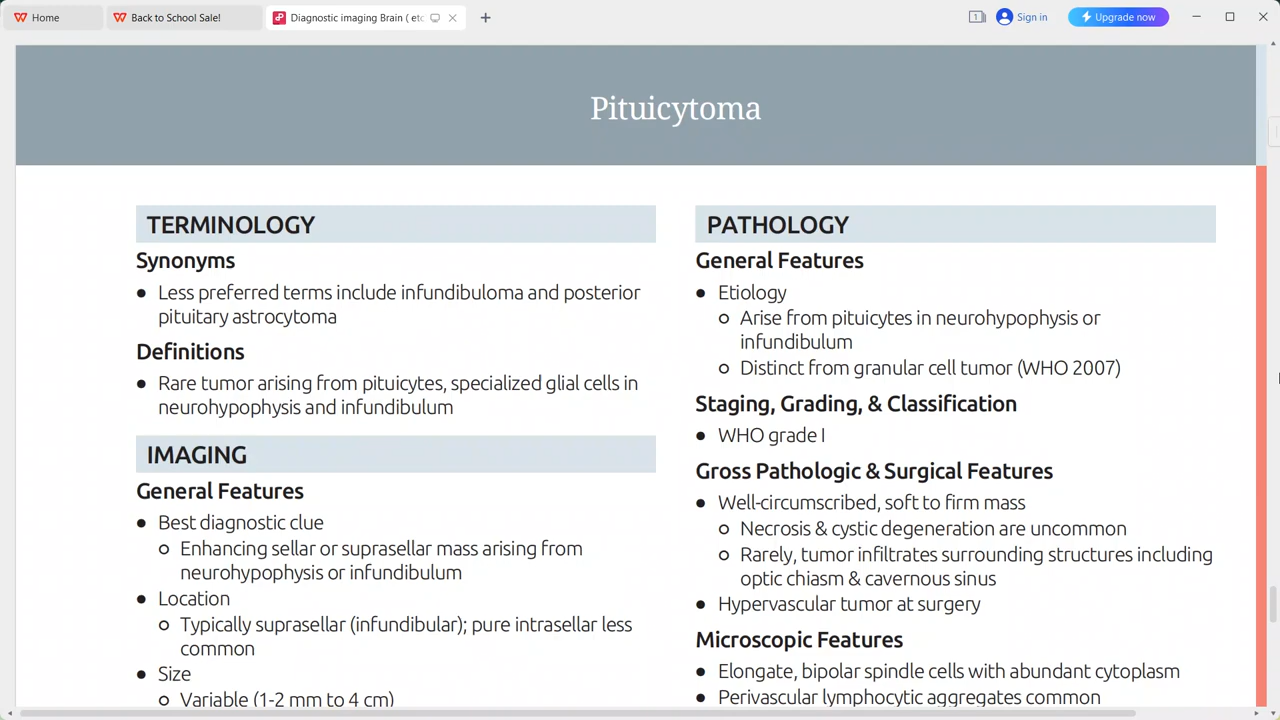 Home
Back to School Sale!
Diagnostic imaging Brain ( etc
1
Sign in
Upgrade now
Pituicytoma
TERMINOLOGY
Synonyms
● Less preferred terms include infundibuloma and posterior
pituitary astrocytoma
Definitions
● Rare tumor arising from pituicytes, specialized glial cells in
neurohypophysis and infundibulum
IMAGING
General Features
● Best diagnostic clue
○ Enhancing sellar or suprasellar mass arising from
neurohypophysis or infundibulum
● Location
○ Typically suprasellar (infundibular); pure intrasellar less
common
● Size
○ Variable (1-2 mm to 4 cm)
PATHOLOGY
General Features
● Etiology
○ Arise from pituicytes in neurohypophysis or
infundibulum
○ Distinct from granular cell tumor (WHO 2007)
Staging, Grading, & Classification
● WHO grade I
Gross Pathologic & Surgical Features
● Well-circumscribed, soft to firm mass
○ Necrosis & cystic degeneration are uncommon
○ Rarely, tumor infiltrates surrounding structures including
optic chiasm & cavernous sinus
● Hypervascular tumor at surgery
Microscopic Features
● Elongate, bipolar spindle cells with abundant cytoplasm
● Perivascular lymphocytic aggregates common